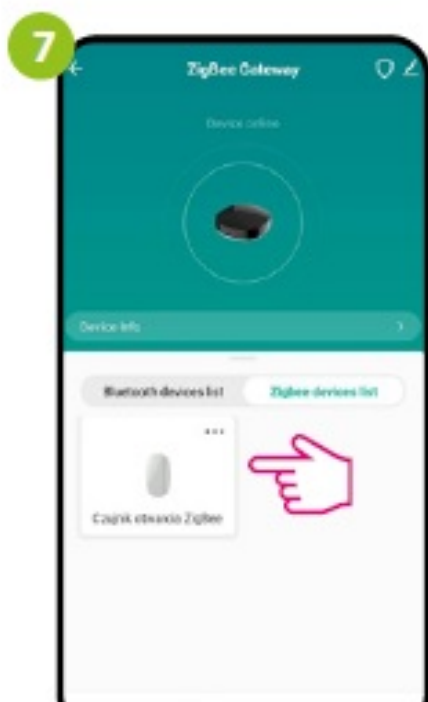 7
ZigBee Gateway
Device online
Device info
Bluetooth devices list
Zigbee devices list
Czujnik otwarcia ZigBee